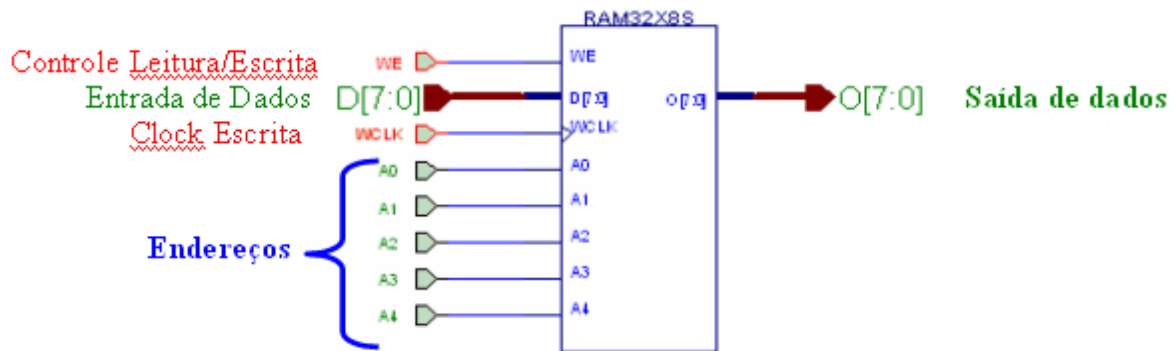 RAM32X8S
Controle Leitura/Escrita WE WE
Entrada de Dados D[7:0] D[7:0] O[7:0] O[7:0] Saída de dados
Clock Escrita WCLK WCLK
A0 A0
A1 A1
Endereços A2 A2
A3 A3
A4 A4